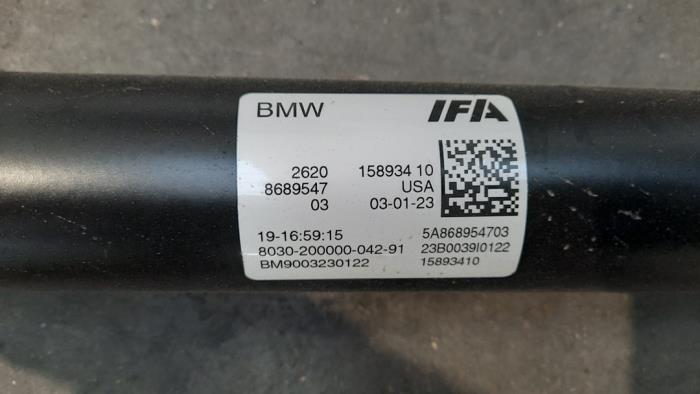 BMW IFA
2620 158934 10
8689547 USA
03 03-01-23
19-16:59:15 5A868954703
8030-200000-042-91 23B0039I0122
BM9003230122 15893410